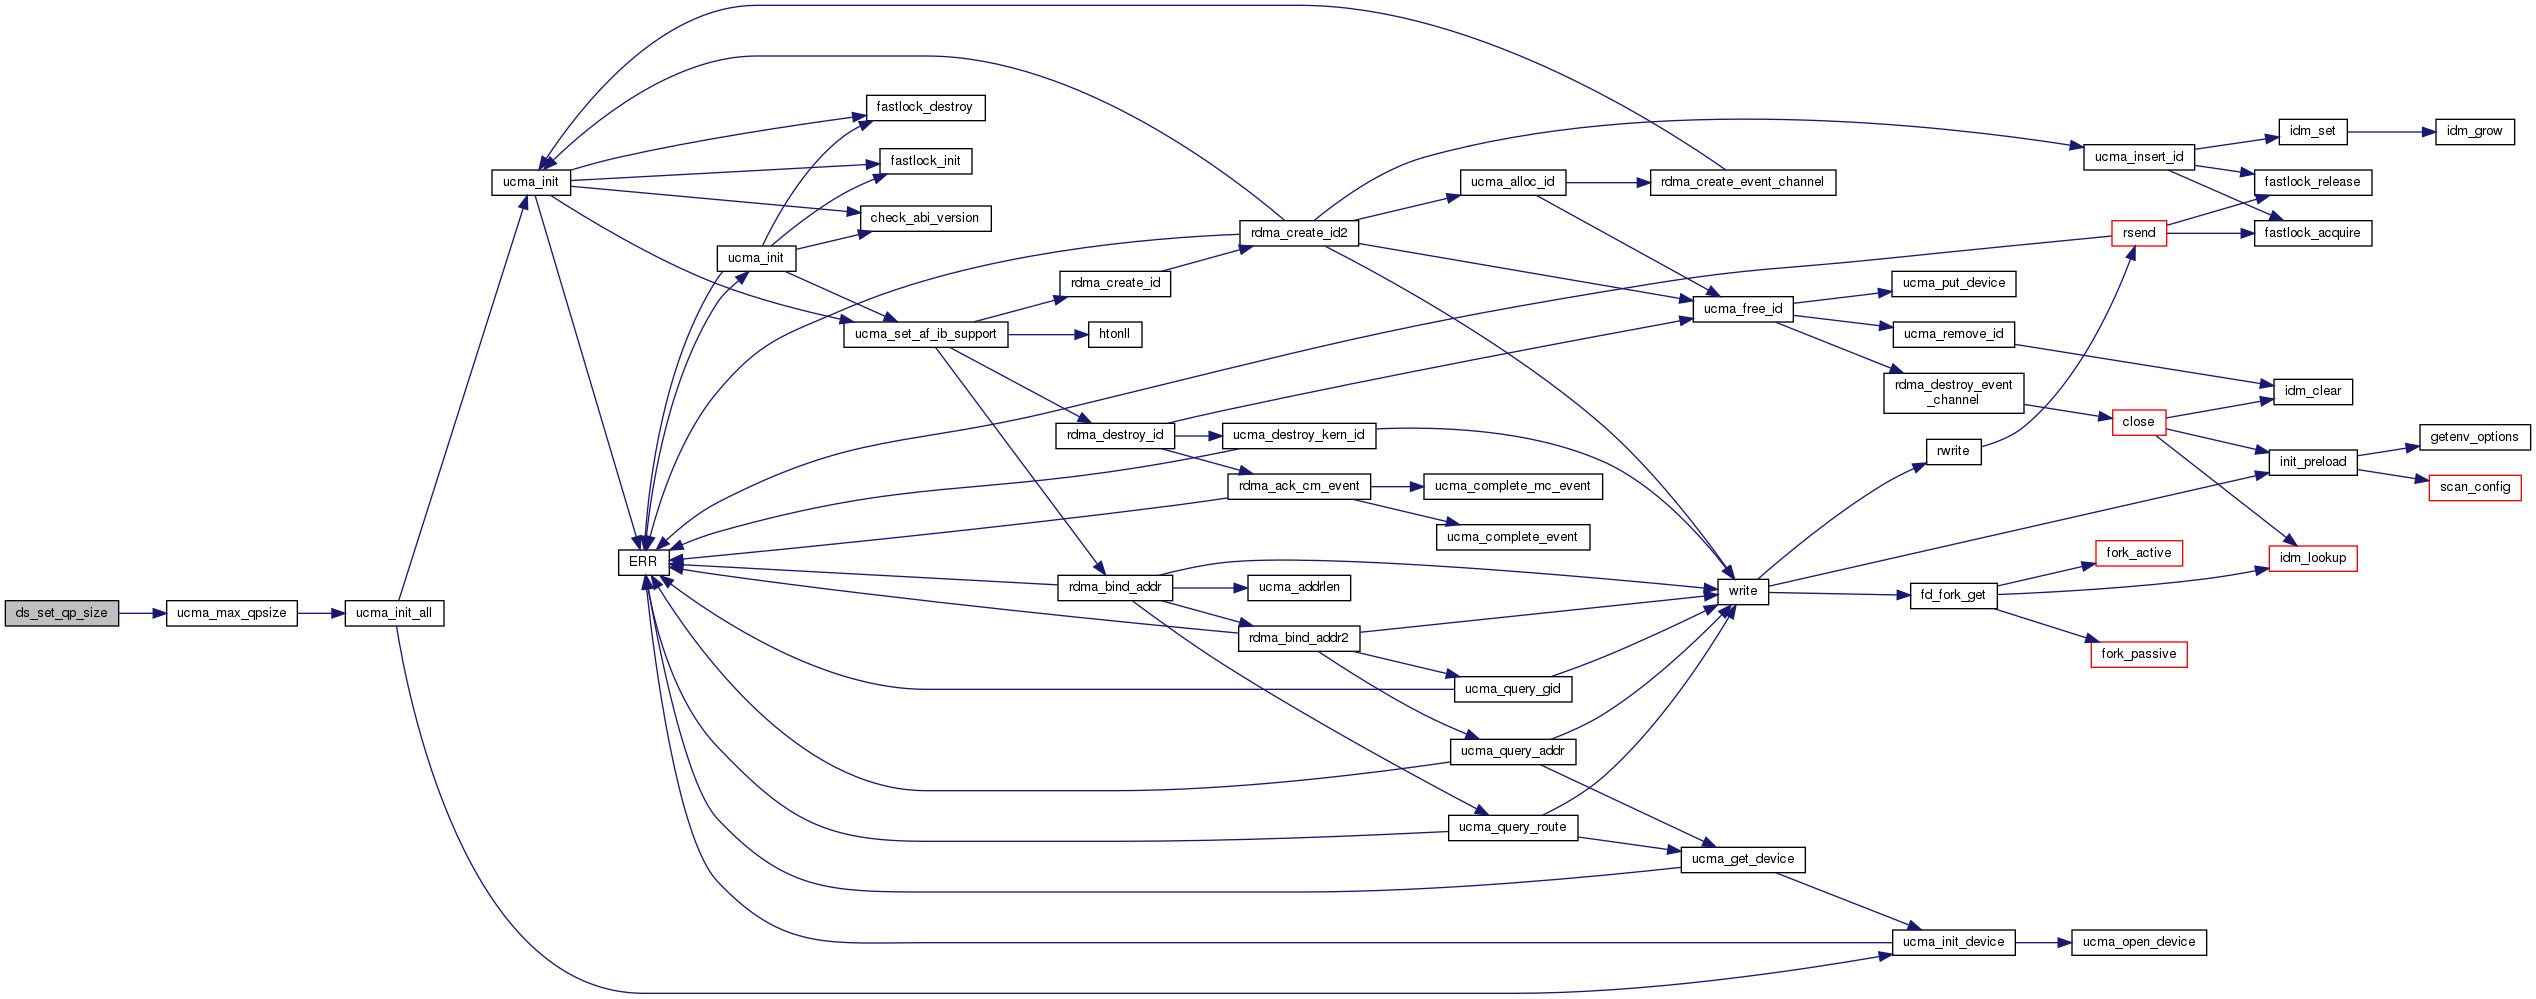 ds_set_qp_size
ucma_max_qpsize
ucma_init_all
ucma_init
ERR
ucma_init
fastlock_destroy
fastlock_init
check_abi_version
ucma_set_af_ib_support
rdma_create_id
htonll
rdma_destroy_id
rdma_bind_addr
rdma_create_id2
ucma_destroy_kern_id
rdma_ack_cm_event
ucma_addrlen
rdma_bind_addr2
ucma_alloc_id
ucma_complete_mc_event
ucma_complete_event
ucma_query_gid
ucma_query_addr
ucma_query_route
rdma_create_event_channel
ucma_free_id
write
ucma_get_device
ucma_put_device
ucma_remove_id
rdma_destroy_event
_channel
rwrite
fd_fork_get
ucma_init_device
ucma_insert_id
rsend
close
fork_active
fork_passive
ucma_open_device
idm_set
fastlock_release
fastlock_acquire
idm_clear
init_preload
idm_lookup
idm_grow
getenv_options
scan_config